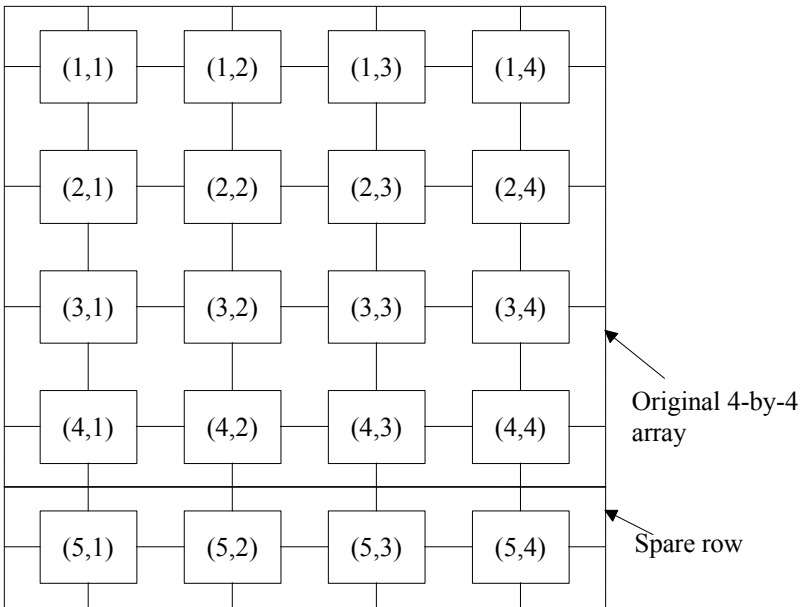 (1,1) (1,2) (1,3) (1,4)
(2,1) (2,2) (2,3) (2,4)
(3,1) (3,2) (3,3) (3,4)
Original 4-by-4
array
(4,1) (4,2) (4,3) (4,4)
(5,1) (5,2) (5,3) (5,4)
Spare row